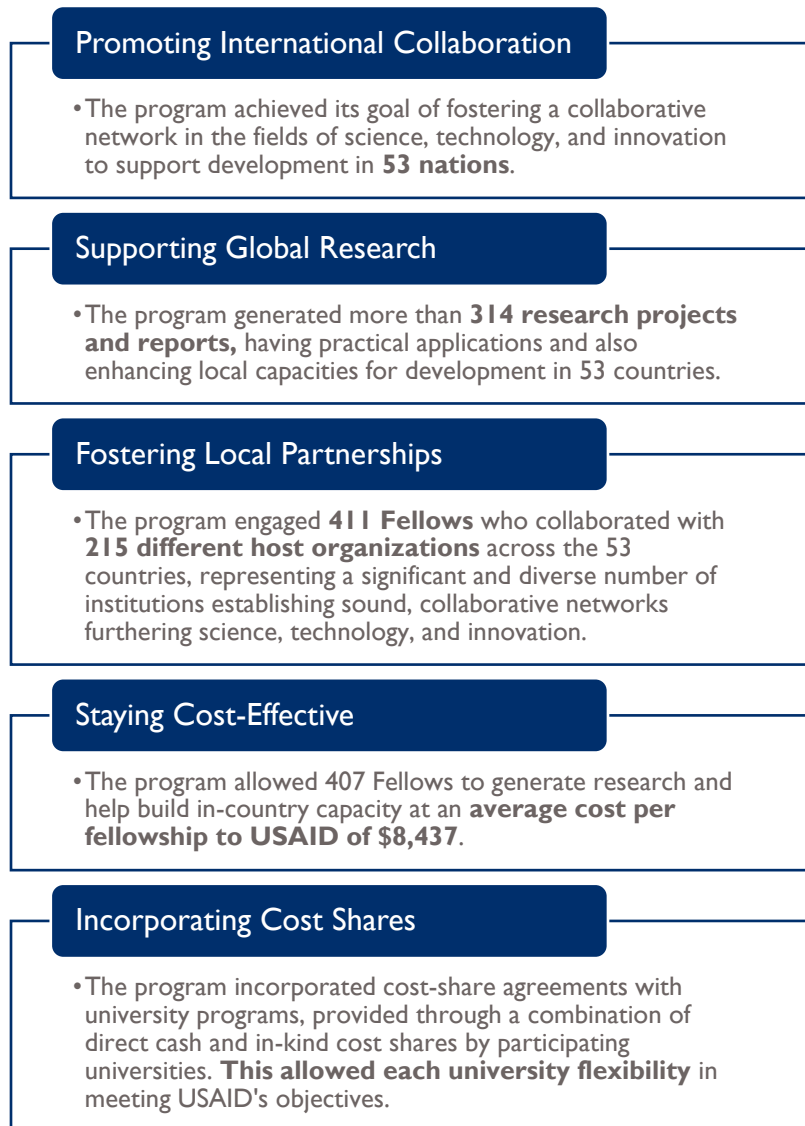 Promoting International Collaboration
•The program achieved its goal of fostering a collaborative
network in the fields of science, technology, and innovation
to support development in 53 nations.
Supporting Global Research
•The program generated more than 314 research projects
and reports, having practical applications and also
enhancing local capacities for development in 53 countries.
Fostering Local Partnerships
•The program engaged 411 Fellows who collaborated with
215 different host organizations across the 53
countries, representing a significant and diverse number of
institutions establishing sound, collaborative networks
furthering science, technology, and innovation.
Staying Cost-Effective
•The program allowed 407 Fellows to generate research and
help build in-country capacity at an average cost per
fellowship to USAID of $8,437.
Incorporating Cost Shares
•The program incorporated cost-share agreements with
university programs, provided through a combination of
direct cash and in-kind cost shares by participating
universities. This allowed each university flexibility in
meeting USAID's objectives.